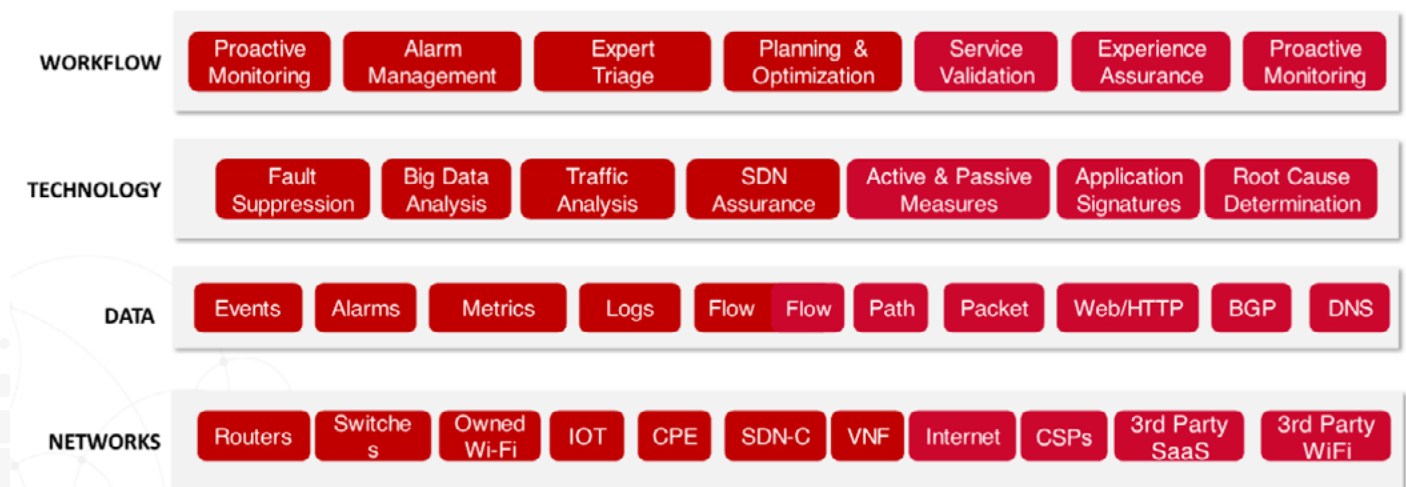 WORKFLOW
Proactive
Monitoring
Alarm
Management
Expert
Triage
Planning &
Optimization
Service
Validation
Experience
Assurance
Proactive
Monitoring
TECHNOLOGY
Fault
Suppression
Big Data
Analysis
Traffic
Analysis
SDN
Assurance
Active & Passive
Measures
Application
Signatures
Root Cause
Determination
DATA
Events
Alarms
Metrics
Logs
Flow
Flow
Path
Packet
Web/HTTP
BGP
DNS
NETWORKS
Routers
Switche
s
Owned
Wi-Fi
IOT
CPE
SDN-C
VNF
Internet
CSPs
3rd Party
SaaS
3rd Party
WiFi